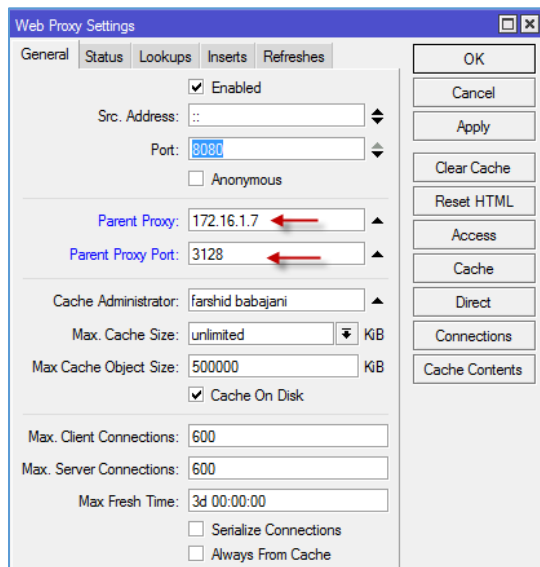 Web Proxy Settings
General Status Lookups Inserts Refreshes
Enabled
Src. Address: ::
Port: 8080
Anonymous
Parent Proxy: 172.16.1.7
Parent Proxy Port: 3128
Cache Administrator: farshid babajani
Max. Cache Size: unlimited KiB
Max Cache Object Size: 500000 KiB
Cache On Disk
Max. Client Connections: 600
Max. Server Connections: 600
Max Fresh Time: 3d 00:00:00
Serialize Connections
Always From Cache
OK
Cancel
Apply
Clear Cache
Reset HTML
Access
Cache
Direct
Connections
Cache Contents